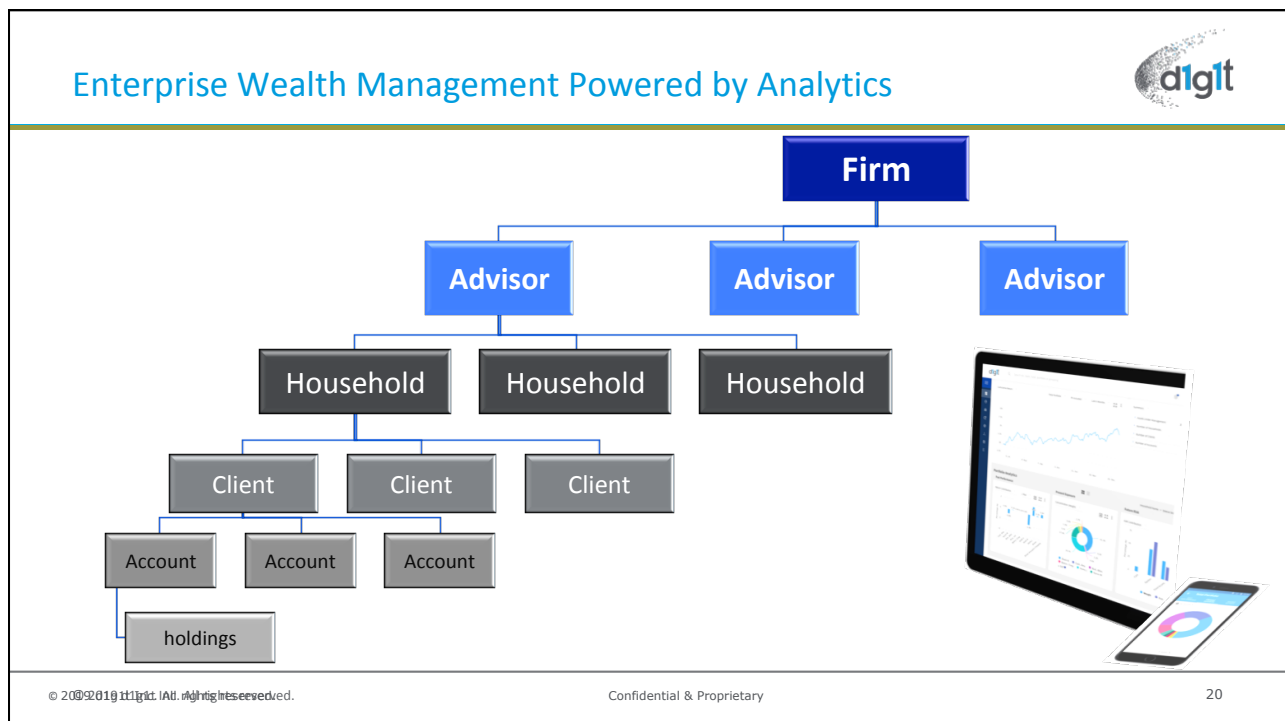 Enterprise Wealth Management Powered by Analytics
d1g1t
Firm
Advisor
Advisor
Advisor
Household
Household
Household
Client
Client
Client
Account
Account
Account
holdings
d1g1t
Confidential & Proprietary
20